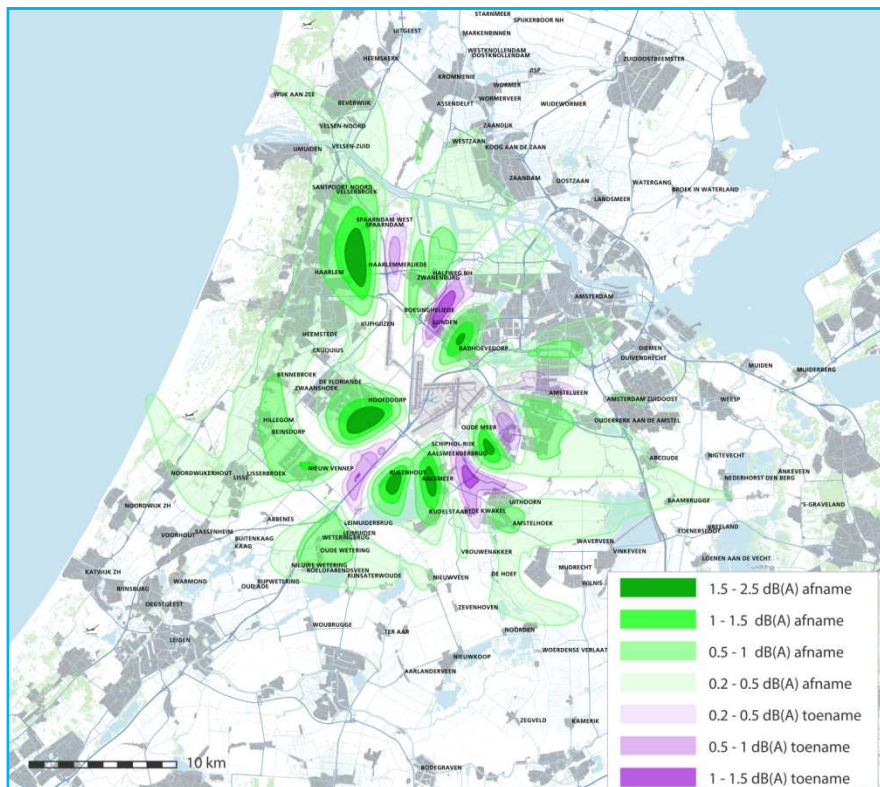 STARNMEER
SPIJKERBOOR NH
UITGEEST
MARKENBINNEN
WESTKNOLLENDAM
OOSTKNOLLENDAM
HEEMSKERK
ZUIDOOSTBEEMSTER
KROMMENIE
JISP
WORMER
WIJK AAN ZEE
BEVERWIJK
ASSENDELFT
WORMERVEER
WIJDEWORMER
VELSEN-NOORD
ZAANDIJK
IJMUIDEN
VELSEN-ZUID
WESTZAAN
KOOG AAN DE ZAAN
ZAANDAM
OOSTZAAN
WATERGANG
LANDSMEER
BROEK IN WATERLAND
SANTPOORT-NOORD
VELSERBROEK
SPAARNDAM WEST
SPAARNDAM
HAARLEM
HAARLEMMERLIEDE
HALFWEG NH
ZWANENBURG
AMSTERDAM
BOESINGHELIEDE
LIJNDEN
VIJFHUIZEN
HEEMSTEDE
BADHOEVEDORP
DIEMEN
DUIVENDRECHT
MUIDEN
MUIDERBERG
CRUQUIUS
BENNEBROEK
DE FLORIANDE
ZWAANSHOEK
AMSTELVEEN
AMSTERDAM ZUIDOOST
WEESP
HOOFDDORP
OUDERKERK AAN DE AMSTEL
HILLEGOM
BEINSDORP
OUDE MEER
SCHIPHOL-RIJK
AALSMEERDERBRUG
ABCOUDE
NIGTEVECHT
ANKEVEEN
NEDERHORST DEN BERG
NOORDWIJKERHOUT
LISSERBROEK
LISSE
NIEUW VENNEP
RIJSENHOUT
AALSMEER
UITHOORN
BAAMBRUGGE
'S-GRAVELAND
NOORDWIJK ZH
KUDELSTAART
DE KWAKEL
AMSTELHOEK
VREELAND
LOENERSLOOT
VOORHOUT
SASSENHEIM
ABBENES
BUITENKAAG
KAAG
LEIMUIDERBRUG
LEIMUIDEN
WETERINGBRUG
OUDE WETERING
VROUWENAKKER
WAVERVEEN
VINKEVEEN
LOENEN AAN DE VECHT
KATWIJK ZH
RIJNSBURG
WARMOND
NIEUWE WETERING
ROELOFARENDSVEEN
RIJPWETERING
OUD ADE
RIJNSATERWOUDE
NIEUWVEEN
DE HOEF
MIJDRECHT
WILNIS
OEGSTGEEST
ZEVENHOVEN
LEIDEN
WOUBRUGGE
TER AAR
NOORDEN
WOERDENSE VERLAAT
NIEUWKOOP
AARLANDERVEEN
ZEGVELD
KAMERIK
BODEGRAVEN
10 km
1.5 - 2.5 dB(A) afname
1 - 1.5 dB(A) afname
0.5 - 1 dB(A) afname
0.2 - 0.5 dB(A) afname
0.2 - 0.5 dB(A) toename
0.5 - 1 dB(A) toename
1 - 1.5 dB(A) toename